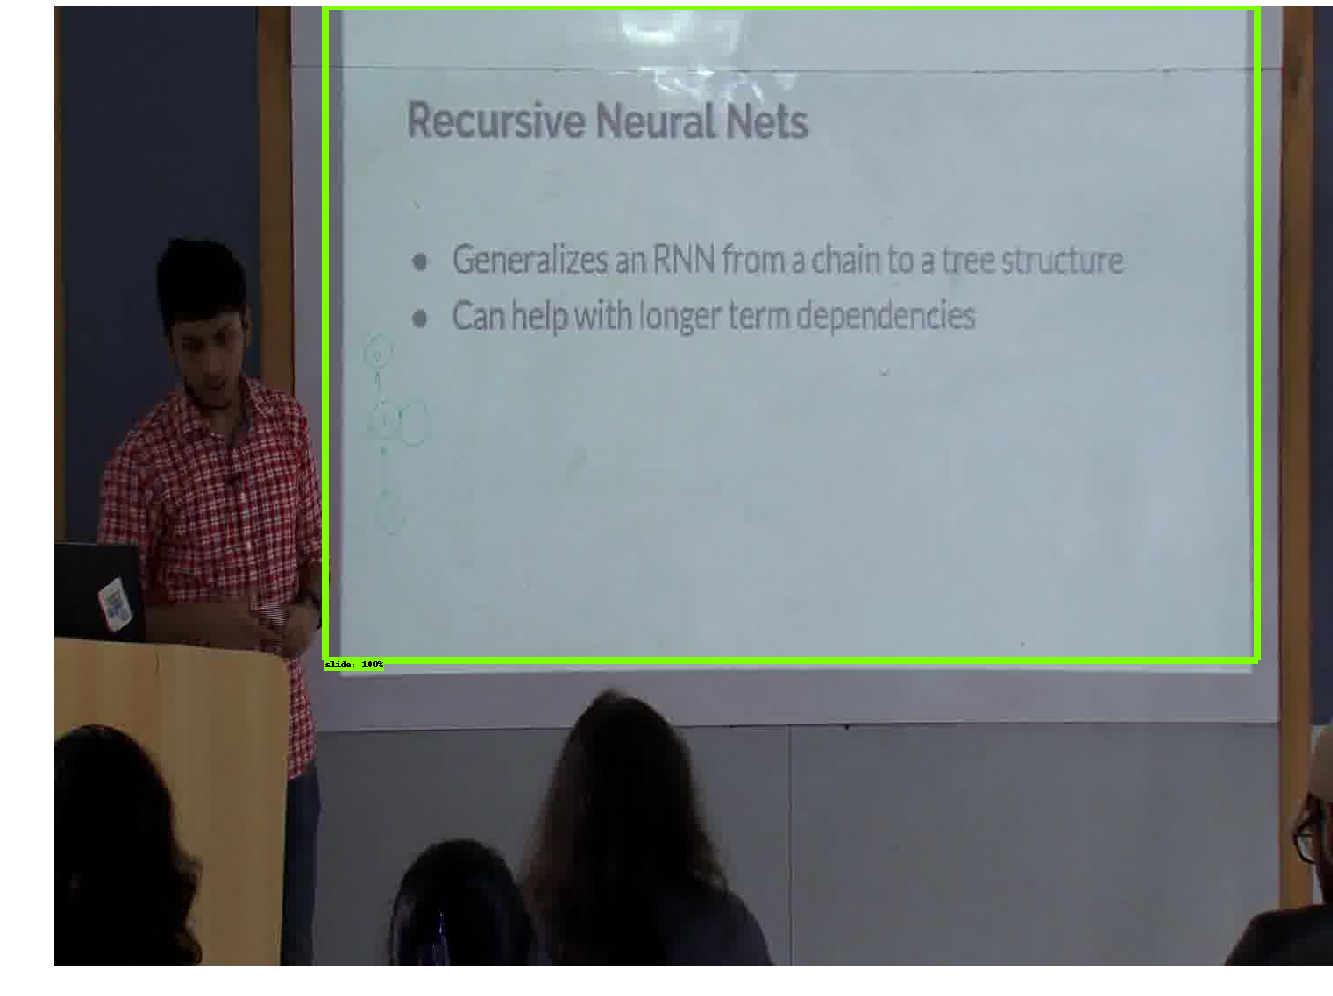 Recursive Neural Nets
● Generalizes an RNN from a chain to a tree structure
● Can help with longer term dependencies
slide: 100%